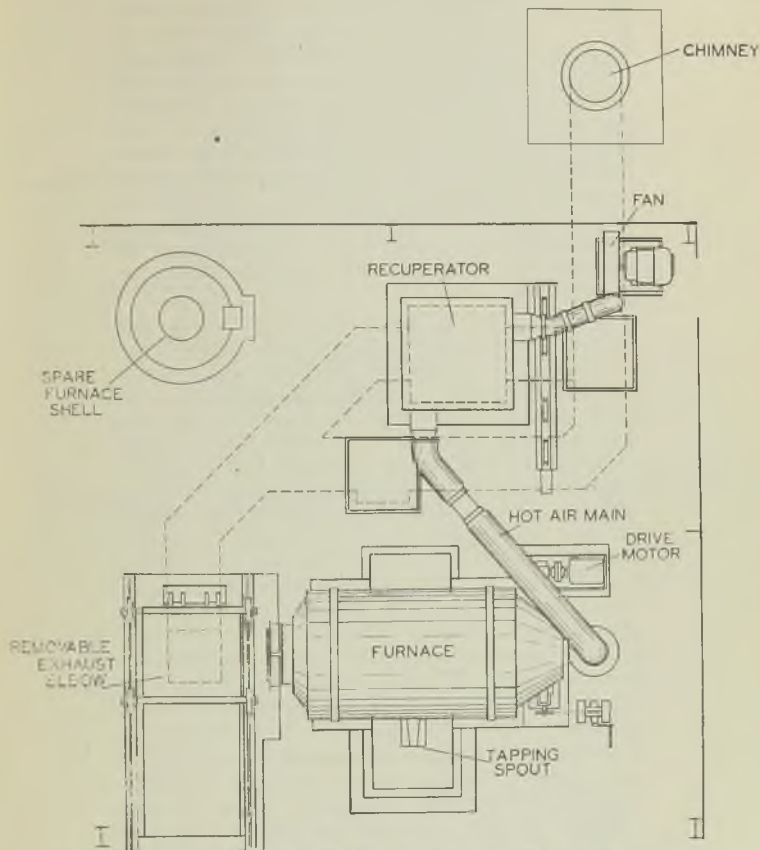 CHIMNEY
FAN
RECUPERATOR
SPARE
FURNACE
SHELL
HOT AIR MAIN
DRIVE
MOTOR
REMOVABLE
EXHAUST
ELBOW
FURNACE
TAPPING
SPOUT